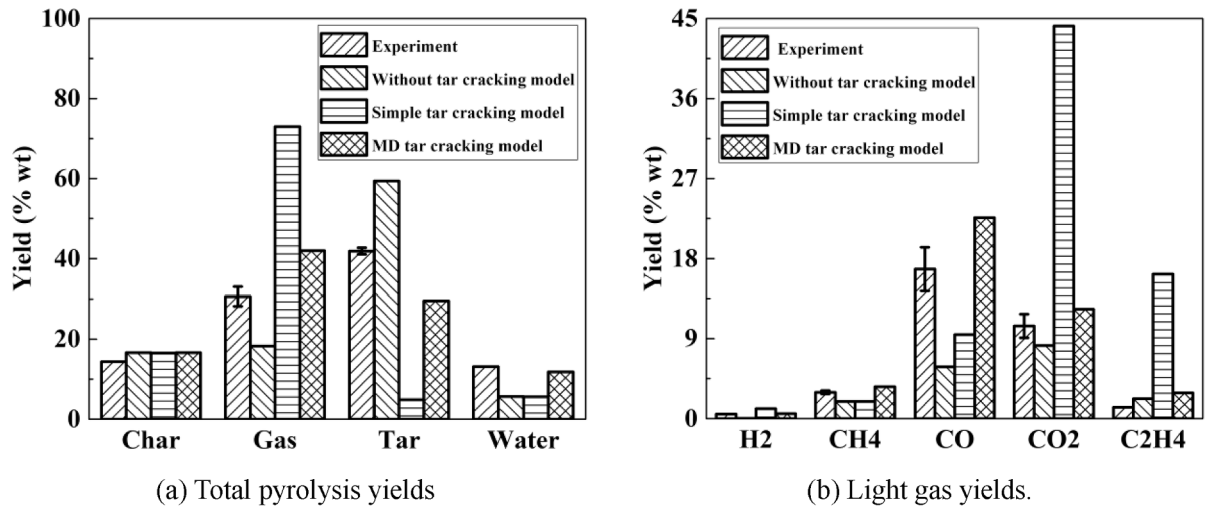 100
80
60
40
20
0
Yield (% wt)
Experiment
Without tar cracking model
Simple tar cracking model
MD tar cracking model
Char Gas Tar Water
(a) Total pyrolysis yields
45
36
27
18
9
0
Yield (% wt)
Experiment
Without tar cracking model
Simple tar cracking model
MD tar cracking model
H2 CH4 CO CO2 C2H4
(b) Light gas yields.